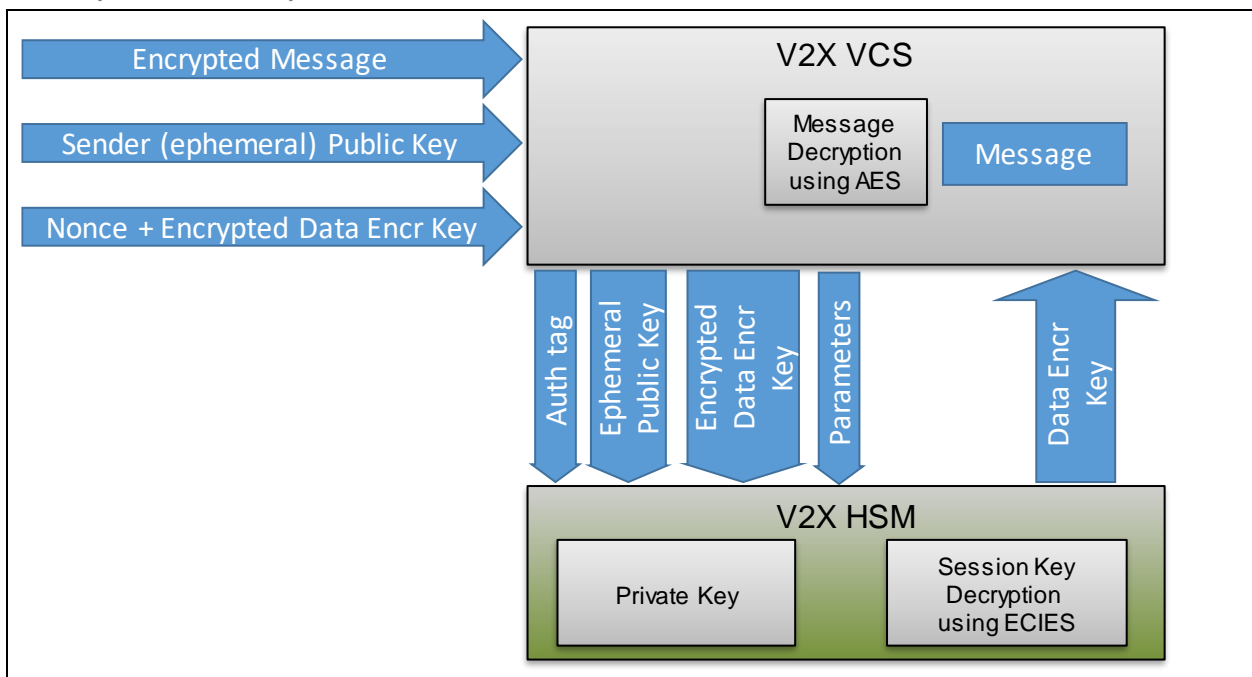 Encrypted Message
Sender (ephemeral) Public Key
Nonce + Encrypted Data Encr Key
V2X VCS
Message
Decryption
using AES
Message
Auth tag
Ephemeral
Public Key
Encrypted
Data Encr
Key
Parameters
Data Encr
Key
V2X HSM
Private Key
Session Key
Decryption
using ECIES